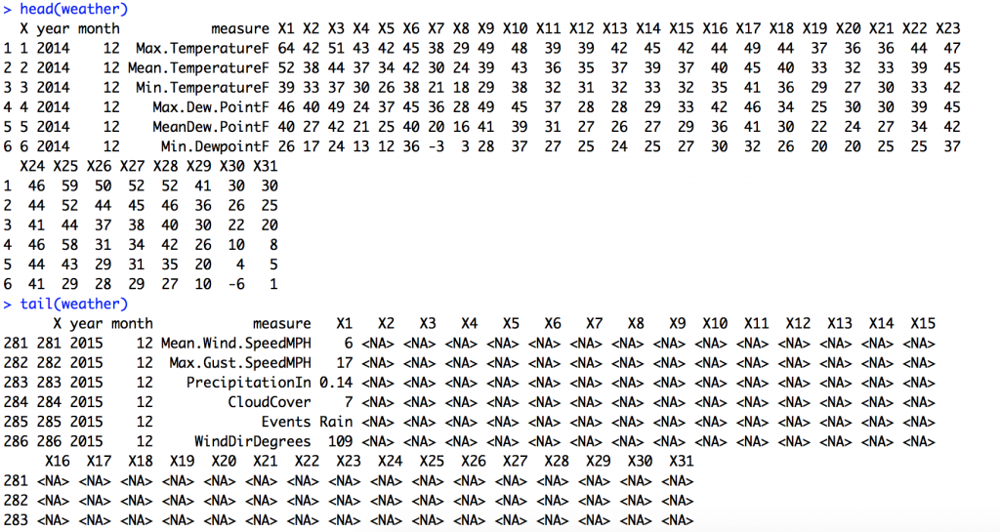 > head(weather)
  X year month           measure X1 X2 X3 X4 X5 X6 X7 X8 X9 X10 X11 X12 X13 X14 X15 X16 X17 X18 X19 X20 X21 X22 X23
1 1 2014    12  Max.TemperatureF 64 42 51 43 42 45 38 29 49  48  39  39  42  45  42  44  49  44  37  36  36  44  47
2 2 2014    12 Mean.TemperatureF 52 38 44 37 34 42 30 24 39  43  36  35  37  39  37  40  45  40  33  32  33  39  45
3 3 2014    12  Min.TemperatureF 39 33 37 30 26 38 21 18 29  38  32  31  32  33  32  35  41  36  29  27  30  33  42
4 4 2014    12    Max.Dew.PointF 46 40 49 24 37 45 36 28 49  45  37  28  28  29  33  42  46  34  25  30  30  39  45
5 5 2014    12    MeanDew.PointF 40 27 42 21 25 40 20 16 41  39  31  27  26  27  29  36  41  30  22  24  27  34  42
6 6 2014    12     Min.DewpointF 26 17 24 13 12 36 -3  3 28  37  27  25  24  25  27  30  32  26  20  20  25  25  37
  X24 X25 X26 X27 X28 X29 X30 X31
1  46  59  50  52  52  41  30  30
2  44  52  44  45  46  36  26  25
3  41  44  37  38  40  30  22  20
4  46  58  31  34  42  26  10   8
5  44  43  29  31  35  20   4   5
6  41  29  28  29  27  10  -6   1
> tail(weather)
      X year month            measure   X1   X2   X3   X4   X5   X6   X7   X8   X9  X10  X11  X12  X13  X14  X15
281 281 2015    12 Mean.Wind.SpeedMPH    6 <NA> <NA> <NA> <NA> <NA> <NA> <NA> <NA> <NA> <NA> <NA> <NA> <NA> <NA>
282 282 2015    12  Max.Gust.SpeedMPH   17 <NA> <NA> <NA> <NA> <NA> <NA> <NA> <NA> <NA> <NA> <NA> <NA> <NA> <NA>
283 283 2015    12    PrecipitationIn 0.14 <NA> <NA> <NA> <NA> <NA> <NA> <NA> <NA> <NA> <NA> <NA> <NA> <NA> <NA>
284 284 2015    12         CloudCover    7 <NA> <NA> <NA> <NA> <NA> <NA> <NA> <NA> <NA> <NA> <NA> <NA> <NA> <NA>
285 285 2015    12             Events Rain <NA> <NA> <NA> <NA> <NA> <NA> <NA> <NA> <NA> <NA> <NA> <NA> <NA> <NA>
286 286 2015    12     WindDirDegrees  109 <NA> <NA> <NA> <NA> <NA> <NA> <NA> <NA> <NA> <NA> <NA> <NA> <NA> <NA>
     X16  X17  X18  X19  X20  X21  X22  X23  X24  X25  X26  X27  X28  X29  X30  X31
281 <NA> <NA> <NA> <NA> <NA> <NA> <NA> <NA> <NA> <NA> <NA> <NA> <NA> <NA> <NA> <NA>
282 <NA> <NA> <NA> <NA> <NA> <NA> <NA> <NA> <NA> <NA> <NA> <NA> <NA> <NA> <NA> <NA>
283 <NA> <NA> <NA> <NA> <NA> <NA> <NA> <NA> <NA> <NA> <NA> <NA> <NA> <NA> <NA> <NA>